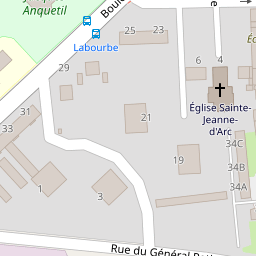 Anquetil
Labourbe
25
23
29
6
4
Église Sainte-
Jeanne-
d'Arc
33
31
21
34C
19
34B
34A
1
3
Rue du Général